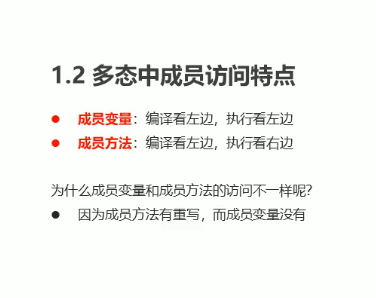 1.2 多态中成员访问特点
● 成员变量：编译看左边，执行看左边
● 成员方法：编译看左边，执行看右边
为什么成员变量和成员方法的访问不一样呢?
● 因为成员方法有重写，而成员变量没有